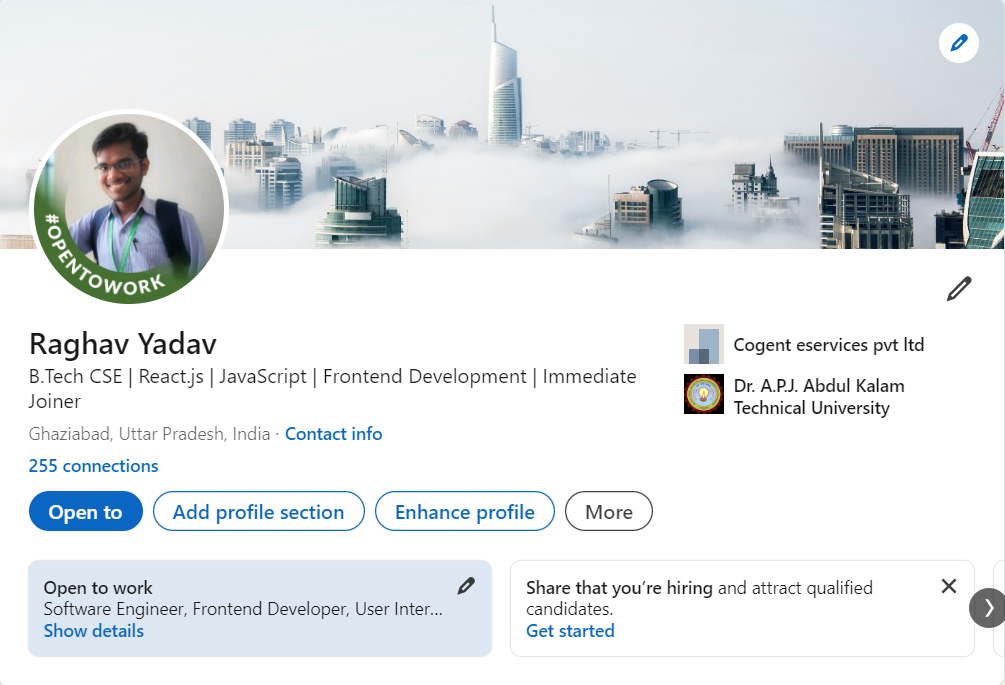 #OPENTOWORK
Raghav Yadav
B.Tech CSE | React.js | JavaScript | Frontend Development | Immediate
Joiner
Ghaziabad, Uttar Pradesh, India · Contact info
255 connections
Cogent eservices pvt ltd
Dr. A.P.J. Abdul Kalam
Technical University
Open to
Add profile section
Enhance profile
More
Open to work
Software Engineer, Frontend Developer, User Inter...
Show details
Share that you’re hiring and attract qualified
candidates.
Get started